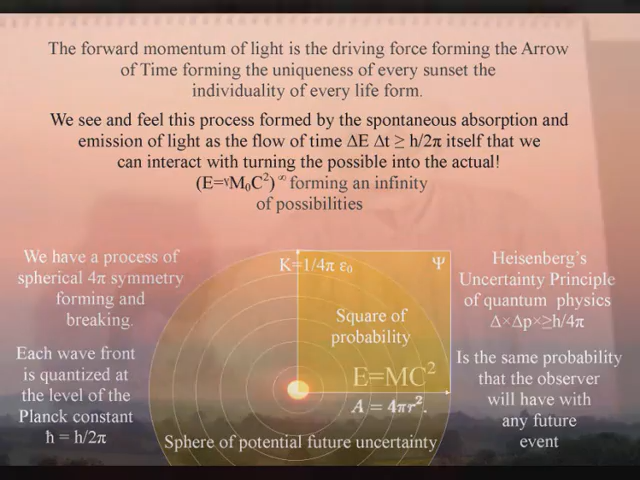 The forward momentum of light is the driving force forming the Arrow
of Time forming the uniqueness of every sunset the
individuality of every life form.
We see and feel this process formed by the spontaneous absorption and
emission of light as the flow of time ΔE Δt ≥ h/2π itself that we
can interact with turning the possible into the actual!
(E=ᵞM₀C²)∞ forming an infinity
of possibilities
We have a process of
spherical 4π symmetry
forming and
breaking.
Each wave front
is quantized at
the level of the
Planck constant
ħ = h/2π
K=1/4π ε₀
Ψ
Square of
probability
E=MC²
A = 4πr².
Sphere of potential future uncertainty
Heisenberg's
Uncertainty Principle
of quantum physics
Δ×Δp×≥h/4π
Is the same probability
that the observer
will have with
any future
event